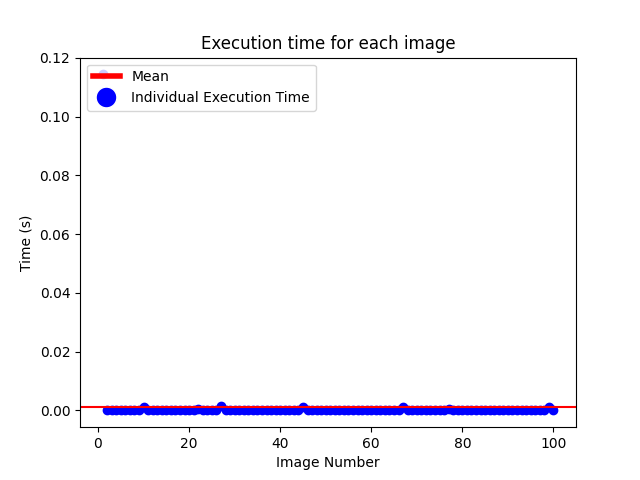 Execution time for each image
0.12
0.10
0.08
0.06
0.04
0.02
0.00
Time (s)
Mean
Individual Execution Time
0
20
40
60
80
100
Image Number